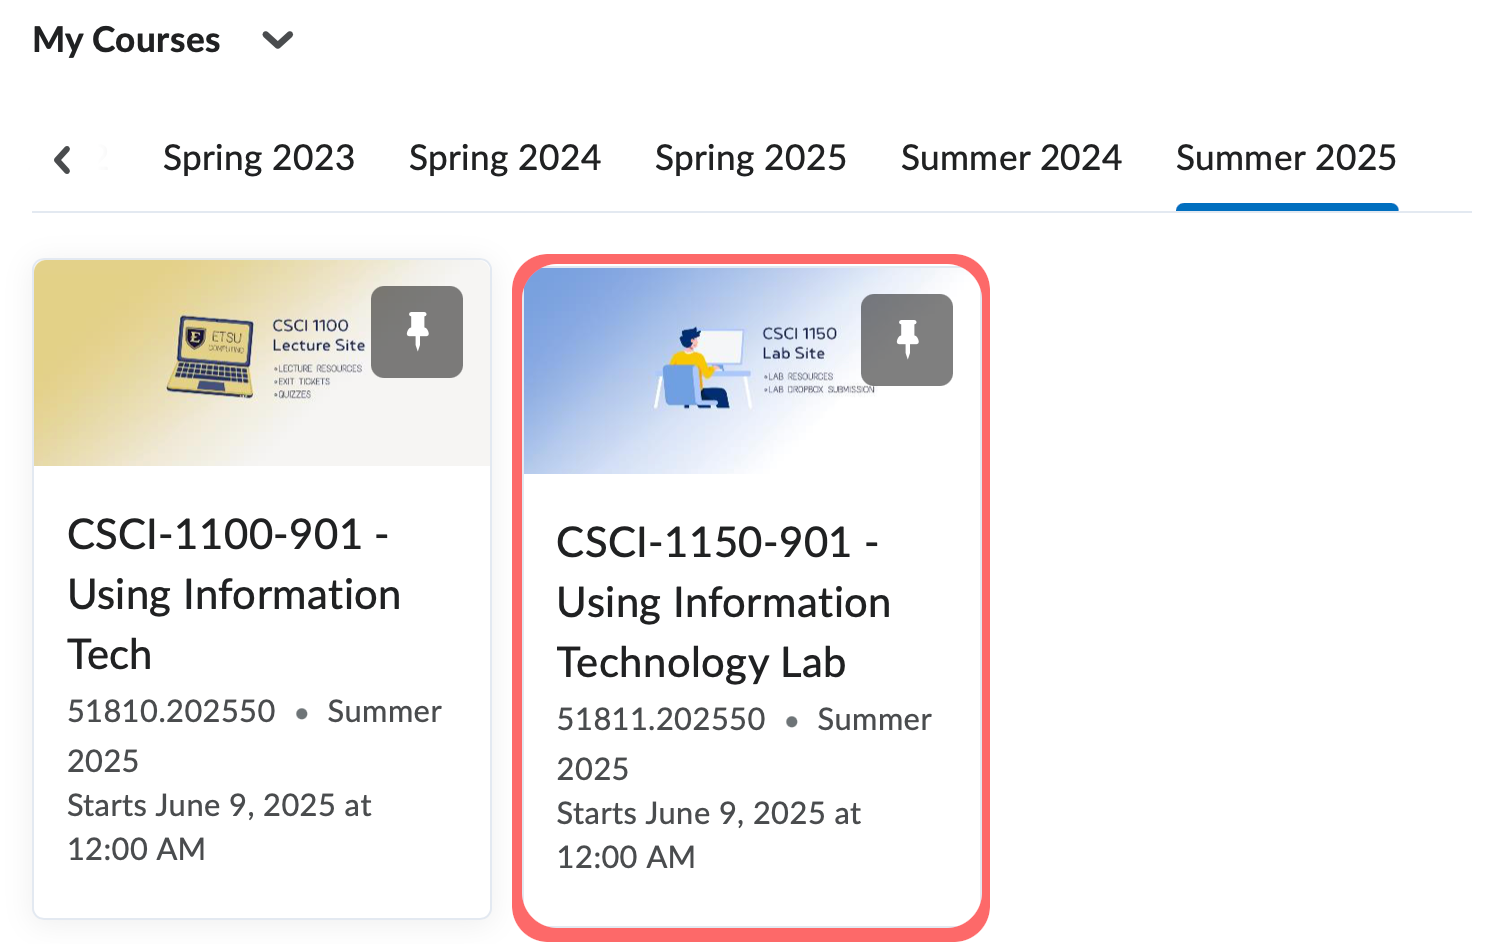 My Courses
Spring 2023 Spring 2024 Spring 2025 Summer 2024 Summer 2025
E ETSU
COMPUTING
CSCI 1100
Lecture Site
•LECTURE RESOURCES
•EXIT TICKETS
•QUIZZES
CSCI-1100-901 -
Using Information
Tech
51810.202550 • Summer
2025
Starts June 9, 2025 at
12:00 AM
CSCI 1150
Lab Site
•LAB RESOURCES
•LAB DROPBOX SUBMISSION
CSCI-1150-901 -
Using Information
Technology Lab
51811.202550 • Summer
2025
Starts June 9, 2025 at
12:00 AM